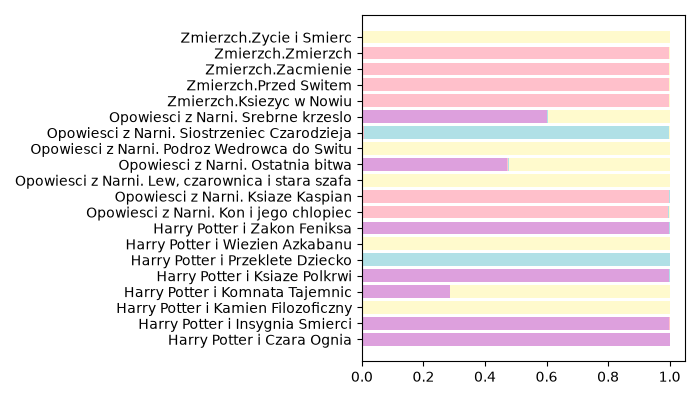 Zmierzch.Zycie i Smierc
Zmierzch.Zmierzch
Zmierzch.Zacmienie
Zmierzch.Przed Switem
Zmierzch.Ksiezyc w Nowiu
Opowiesci z Narni. Srebrne krzeslo
Opowiesci z Narni. Siostrzeniec Czarodzieja
Opowiesci z Narni. Podroz Wedrowca do Switu
Opowiesci z Narni. Ostatnia bitwa
Opowiesci z Narni. Lew, czarownica i stara szafa
Opowiesci z Narni. Ksiaze Kaspian
Opowiesci z Narni. Kon i jego chlopiec
Harry Potter i Zakon Feniksa
Harry Potter i Wiezien Azkabanu
Harry Potter i Przeklete Dziecko
Harry Potter i Ksiaze Polkrwi
Harry Potter i Komnata Tajemnic
Harry Potter i Kamien Filozoficzny
Harry Potter i Insygnia Smierci
Harry Potter i Czara Ognia
0.0 0.2 0.4 0.6 0.8 1.0